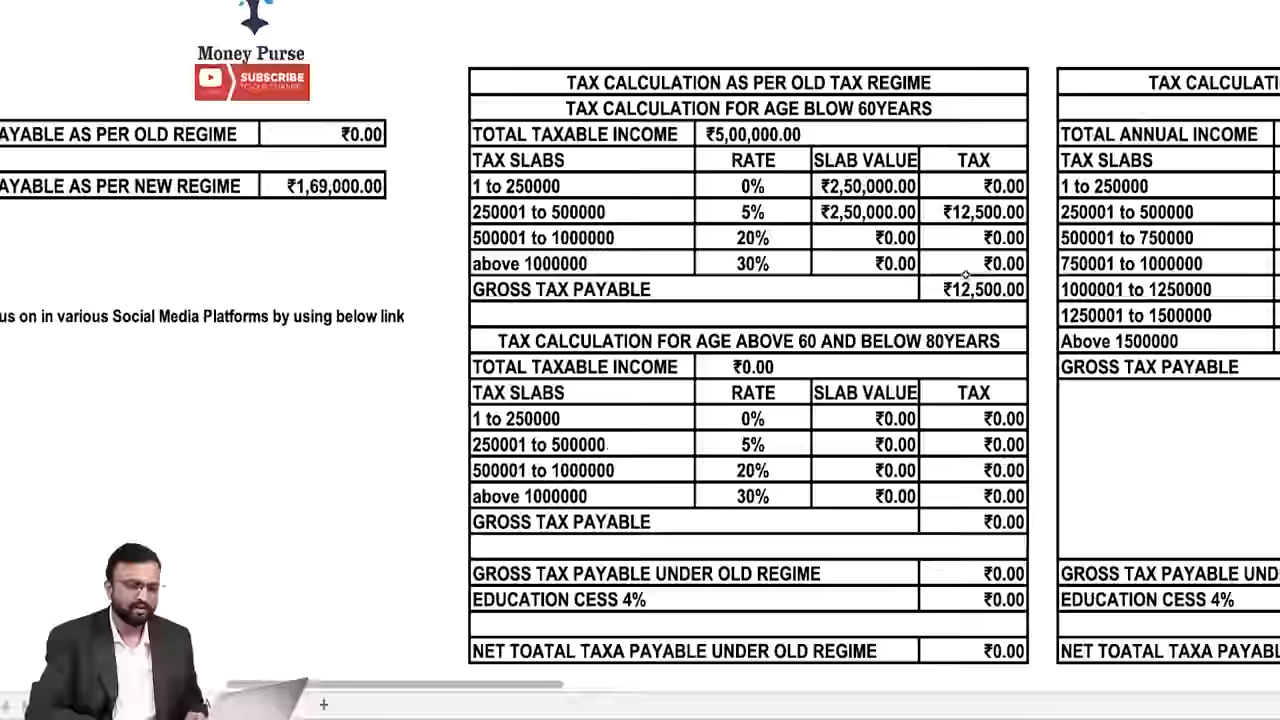 Money Purse
SUBSCRIBE
TO OUR CHANNEL
AYABLE AS PER OLD REGIME ₹0.00
AYABLE AS PER NEW REGIME ₹1,69,000.00
us on in various Social Media Platforms by using below link
TAX CALCULATION AS PER OLD TAX REGIME
TAX CALCULATION FOR AGE BLOW 60YEARS
TOTAL TAXABLE INCOME ₹5,00,000.00
TAX SLABS RATE SLAB VALUE TAX
1 to 250000 0% ₹2,50,000.00 ₹0.00
250001 to 500000 5% ₹2,50,000.00 ₹12,500.00
500001 to 1000000 20% ₹0.00 ₹0.00
above 1000000 30% ₹0.00 ₹0.00
GROSS TAX PAYABLE ₹12,500.00
TAX CALCULATION FOR AGE ABOVE 60 AND BELOW 80YEARS
TOTAL TAXABLE INCOME ₹0.00
TAX SLABS RATE SLAB VALUE TAX
1 to 250000 0% ₹0.00 ₹0.00
250001 to 500000 5% ₹0.00 ₹0.00
500001 to 1000000 20% ₹0.00 ₹0.00
above 1000000 30% ₹0.00 ₹0.00
GROSS TAX PAYABLE ₹0.00
GROSS TAX PAYABLE UNDER OLD REGIME ₹0.00
EDUCATION CESS 4% ₹0.00
NET TOATAL TAXA PAYABLE UNDER OLD REGIME ₹0.00
TAX CALCULATI
TOTAL ANNUAL INCOME
TAX SLABS
1 to 250000
250001 to 500000
500001 to 750000
750001 to 1000000
1000001 to 1250000
1250001 to 1500000
Above 1500000
GROSS TAX PAYABLE
GROSS TAX PAYABLE UND
EDUCATION CESS 4%
NET TOATAL TAXA PAYABL